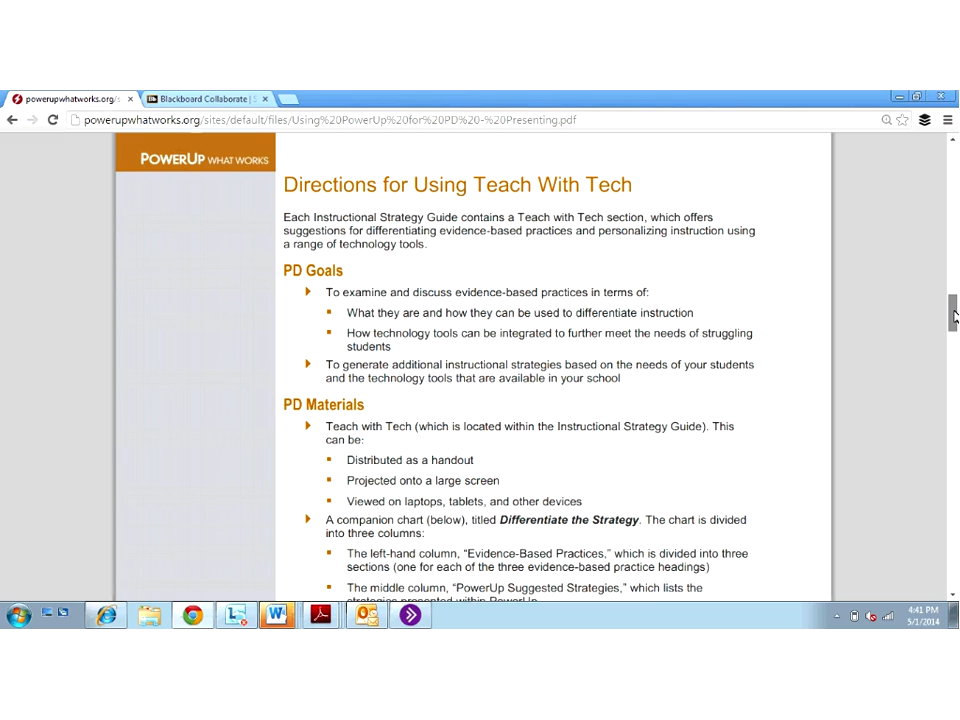 powerupwhatworks.org/s
Blackboard Collaborate |
powerupwhatworks.org/sites/default/files/Using%20PowerUp%20for%20PD%20-%20Presenting.pdf
POWERUP WHAT WORKS
Directions for Using Teach With Tech
Each Instructional Strategy Guide contains a Teach with Tech section, which offers
suggestions for differentiating evidence-based practices and personalizing instruction using
a range of technology tools.
PD Goals
To examine and discuss evidence-based practices in terms of:
What they are and how they can be used to differentiate instruction
How technology tools can be integrated to further meet the needs of struggling
students
To generate additional instructional strategies based on the needs of your students
and the technology tools that are available in your school
PD Materials
Teach with Tech (which is located within the Instructional Strategy Guide). This
can be:
Distributed as a handout
Projected onto a large screen
Viewed on laptops, tablets, and other devices
A companion chart (below), titled Differentiate the Strategy. The chart is divided
into three columns:
The left-hand column, “Evidence-Based Practices,” which is divided into three
sections (one for each of the three evidence-based practice headings)
The middle column, “PowerUp Suggested Strategies,” which lists the
strategies presented within PowerUp
4:41 PM
5/1/2014